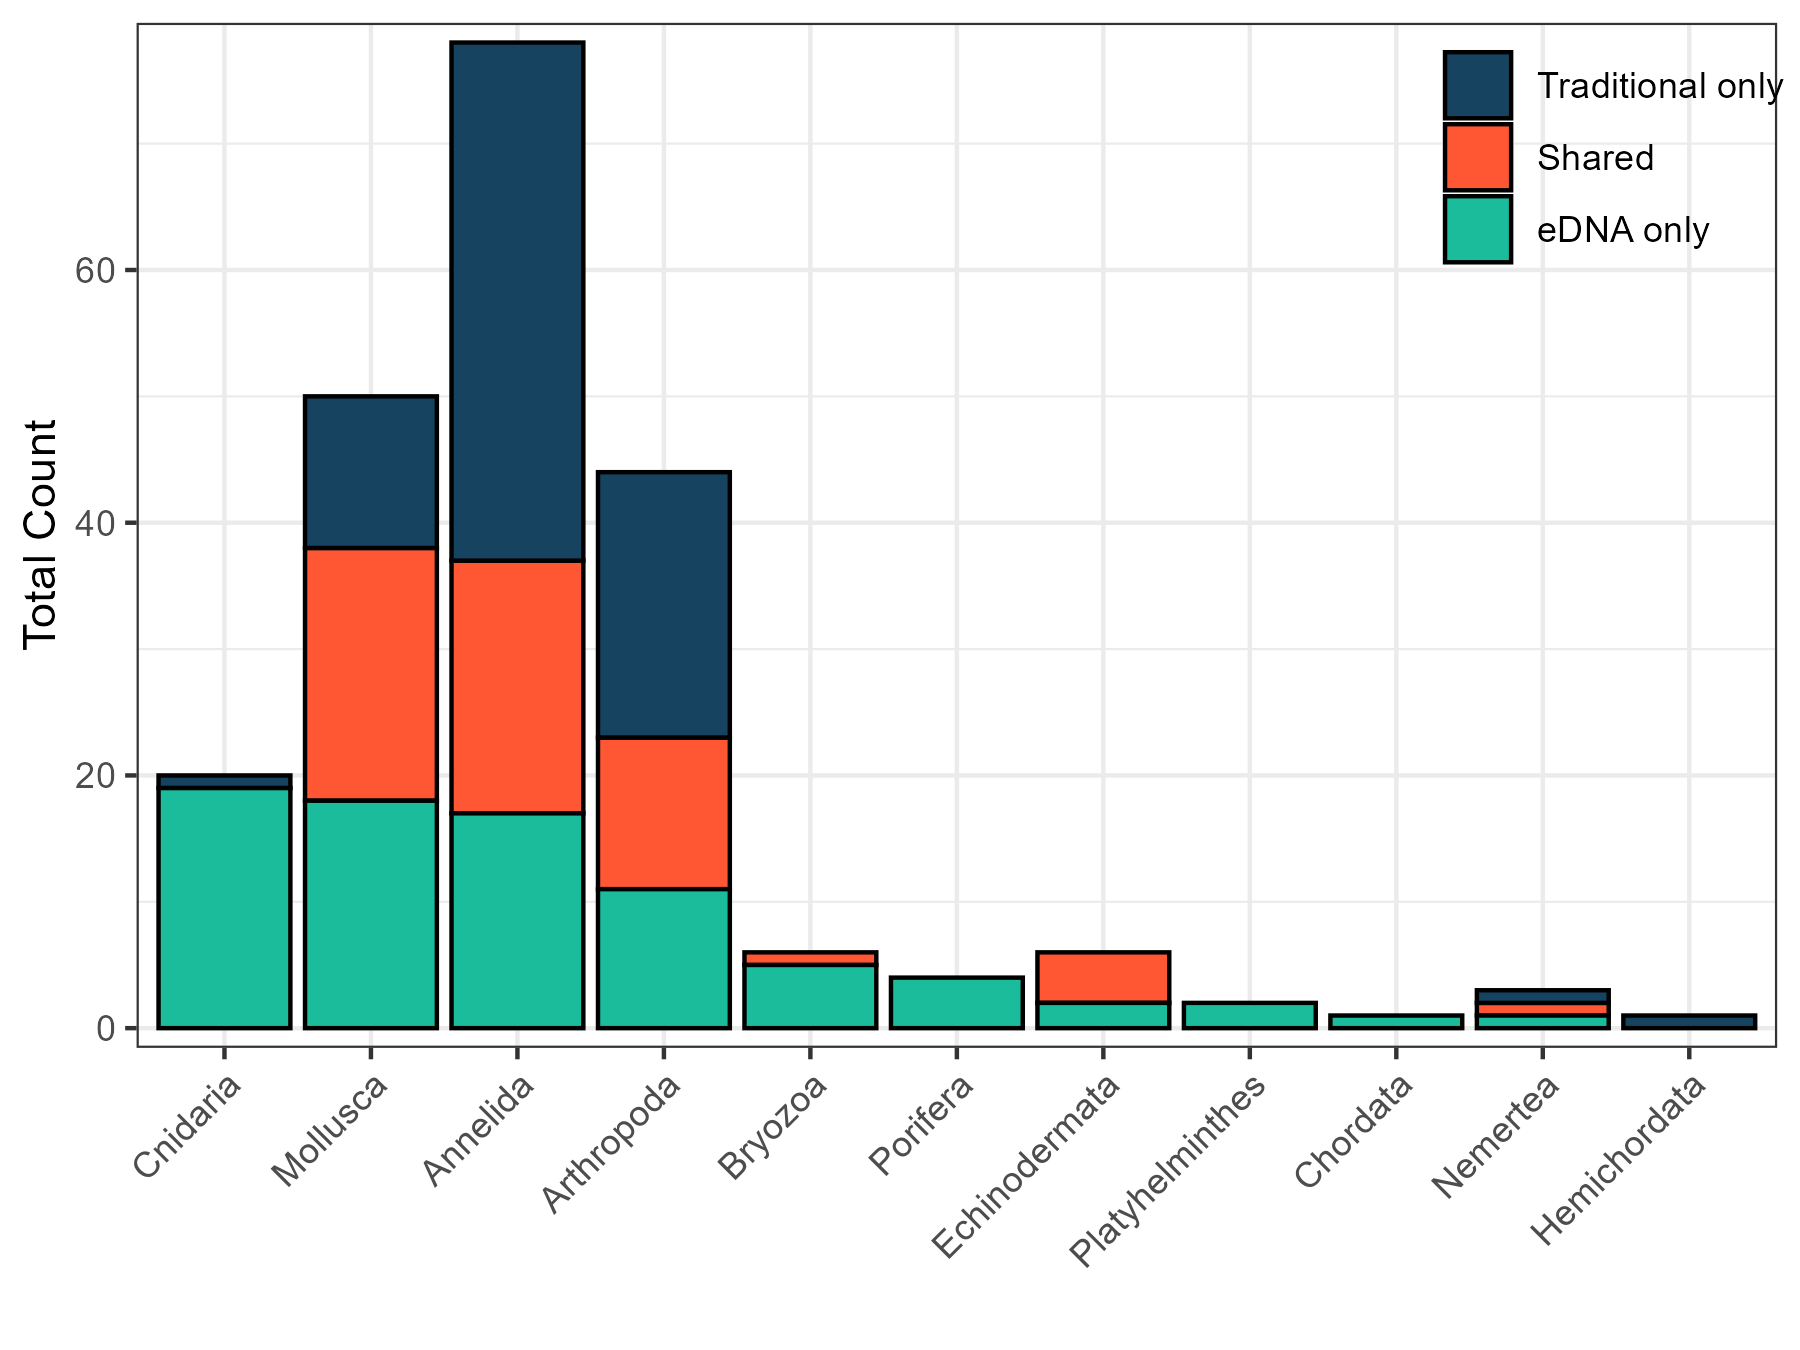 Traditional only
Shared
eDNA only
Total Count
60
40
20
0
Cnidaria
Mollusca
Annelida
Arthropoda
Bryozoa
Porifera
Echinodermata
Platyhelminthes
Chordata
Nemertea
Hemichordata